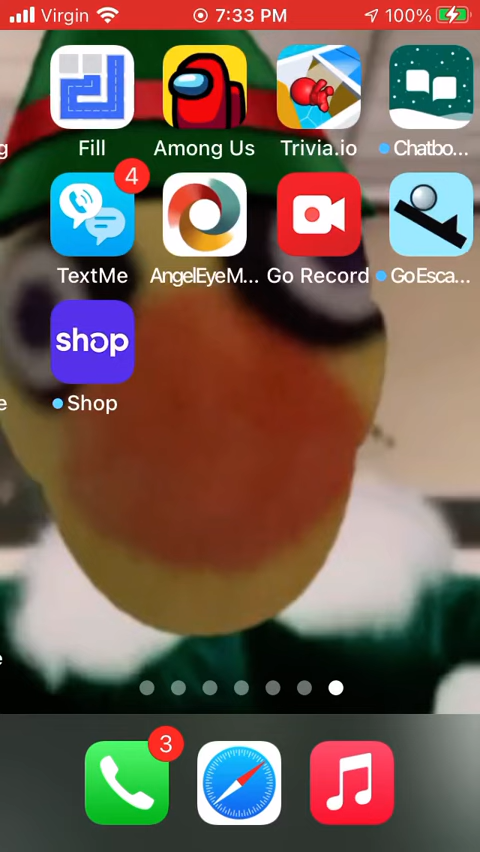 Virgin 7:33 PM 100%
g Fill Among Us Trivia.io Chatbo...
4
TextMe AngelEyeM... Go Record GoEsca...
shop
e Shop
e
3